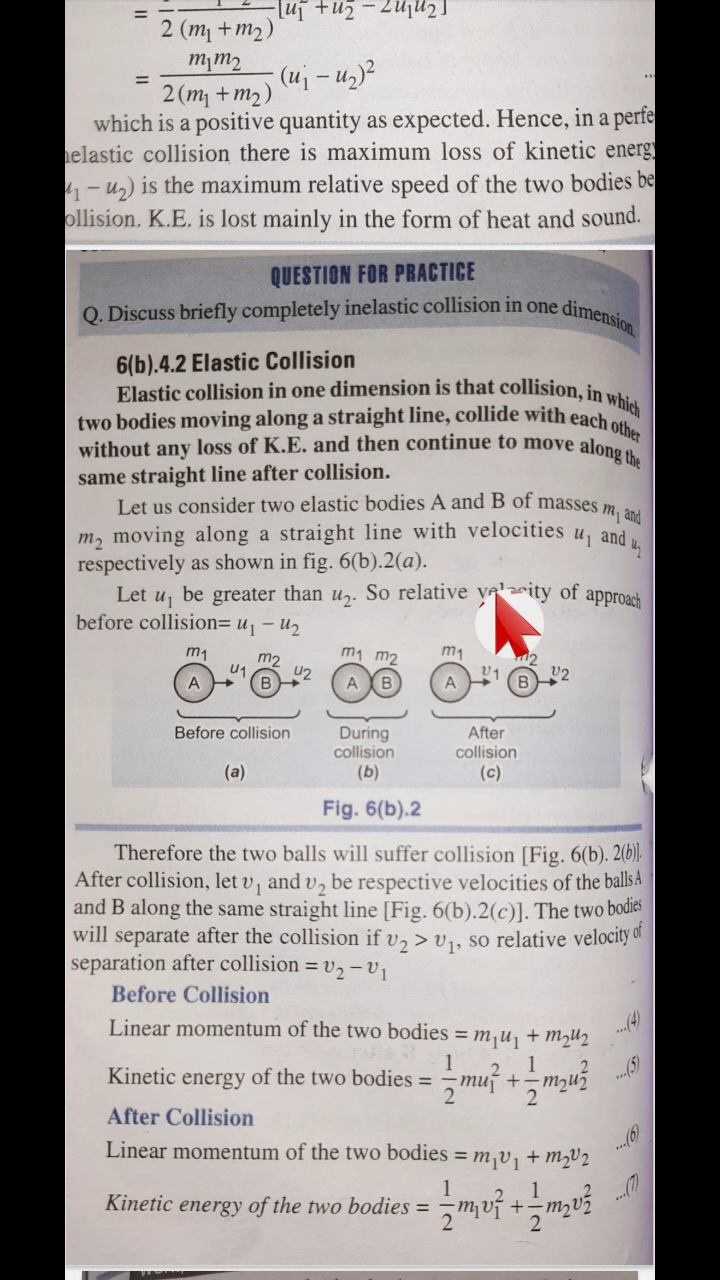 = 2 (m₁ + m₂) [u₁² + u₂² − 2u₁u₂]
= m₁m₂ / 2(m₁ + m₂) (u₁ − u₂)² ...
which is a positive quantity as expected. Hence, in a perfe
nelastic collision there is maximum loss of kinetic energy
u₁ − u₂) is the maximum relative speed of the two bodies be
ollision. K.E. is lost mainly in the form of heat and sound.
QUESTION FOR PRACTICE
Q. Discuss briefly completely inelastic collision in one dimension.
6(b).4.2 Elastic Collision
Elastic collision in one dimension is that collision, in which
two bodies moving along a straight line, collide with each other
without any loss of K.E. and then continue to move along the
same straight line after collision.
Let us consider two elastic bodies A and B of masses m₁ and
m₂ moving along a straight line with velocities u₁ and u₂
respectively as shown in fig. 6(b).2(a).
Let u₁ be greater than u₂. So relative velocity of approach
before collision= u₁ − u₂
m₁ m₂ m₁ m₂ m₁ m₂
A u₁ B u₂ A B A v₁ B v₂
Before collision During collision After collision
(a) (b) (c)
Fig. 6(b).2
Therefore the two balls will suffer collision [Fig. 6(b). 2(b)].
After collision, let v₁ and v₂ be respective velocities of the balls A
and B along the same straight line [Fig. 6(b).2(c)]. The two bodies
will separate after the collision if v₂ > v₁, so relative velocity of
separation after collision = v₂ − v₁
Before Collision
Linear momentum of the two bodies = m₁u₁ + m₂u₂ ...(4)
Kinetic energy of the two bodies = 1/2 mu₁² + 1/2 m₂u₂² ...(5)
After Collision
Linear momentum of the two bodies = m₁v₁ + m₂v₂ ...(6)
Kinetic energy of the two bodies = 1/2 m₁v₁² + 1/2 m₂v₂² ...(7)